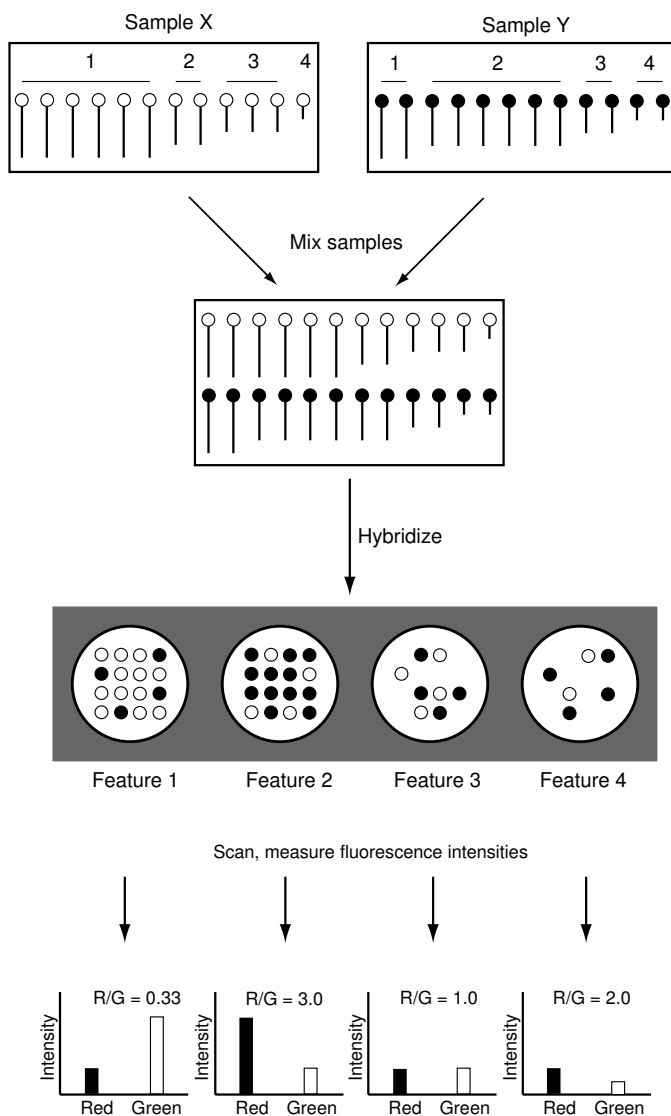 Sample X Sample Y
1 2 3 4 1 2 3 4
Mix samples
Hybridize
Feature 1 Feature 2 Feature 3 Feature 4
Scan, measure fluorescence intensities
R/G = 0.33 R/G = 3.0 R/G = 1.0 R/G = 2.0
Intensity Intensity Intensity Intensity
Red Green Red Green Red Green Red Green